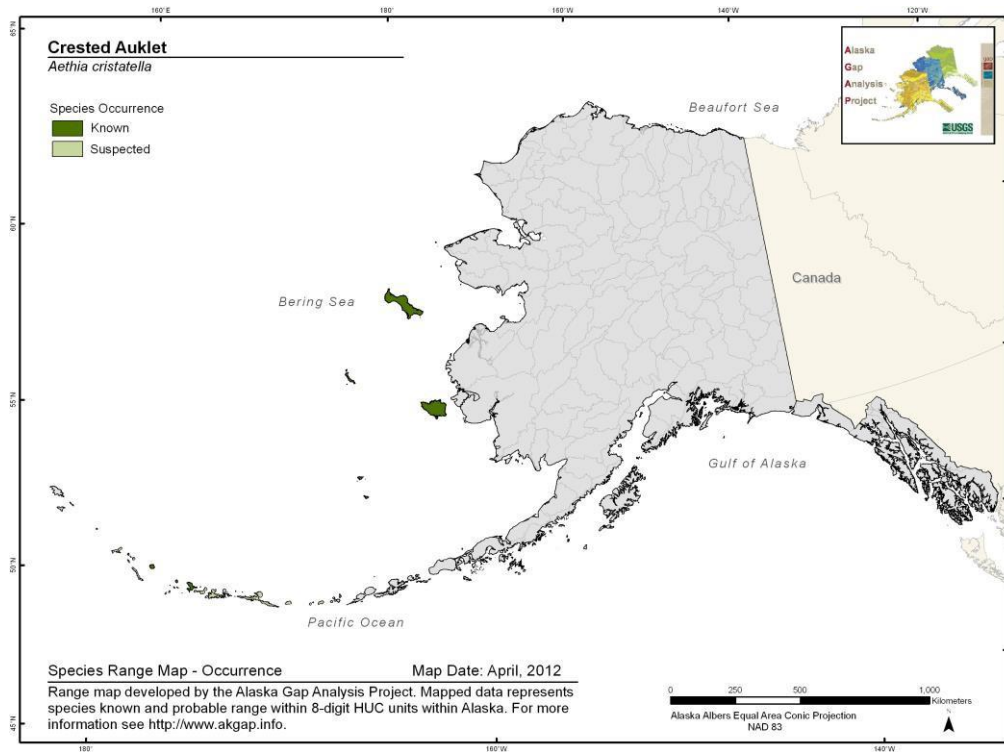 160°E
180°
160°W
140°W
120°W
65°N
60°N
55°N
50°N
45°N
Crested Auklet
Aethia cristatella
Species Occurrence
Known
Suspected
Alaska
Gap
Analysis
Project
USGS
Beaufort Sea
Canada
Bering Sea
Gulf of Alaska
Pacific Ocean
Species Range Map - Occurrence
Map Date: April, 2012
Range map developed by the Alaska Gap Analysis Project. Mapped data represents
species known and probable range within 8-digit HUC units within Alaska. For more
information see http://www.akgap.info.
0 250 500 1,000
Kilometers
Alaska Albers Equal Area Conic Projection
NAD 83
N
180°
160°W
140°W